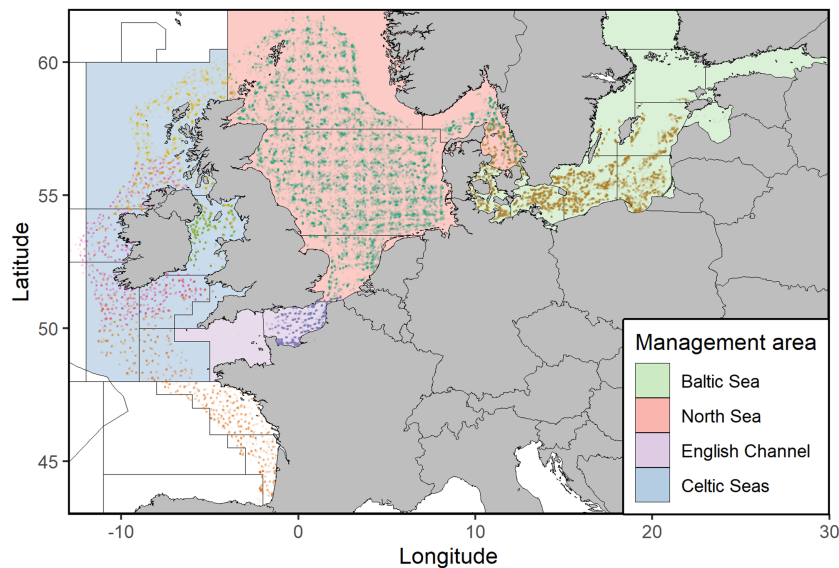 60
55
50
45
Latitude
-10
0
10
20
30
Longitude
Management area
Baltic Sea
North Sea
English Channel
Celtic Seas